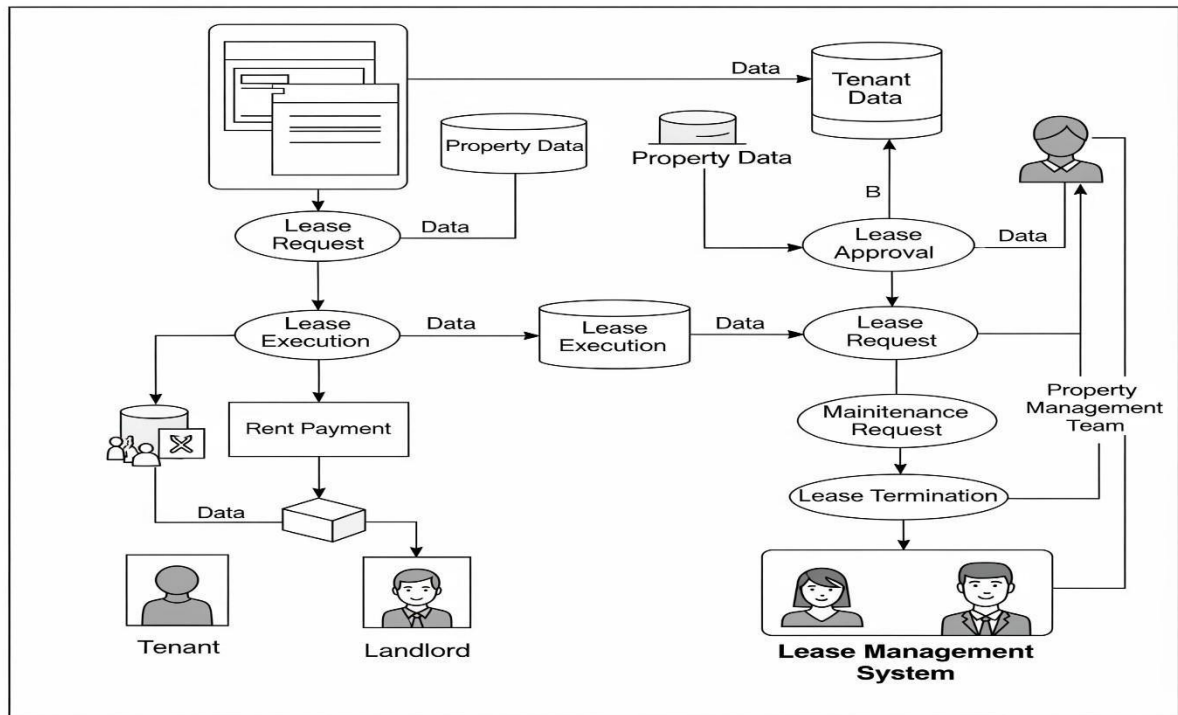 Data
Tenant
Data
Property Data
Property Data
B
Lease
Request
Data
Lease
Approval
Data
Lease
Execution
Data
Lease
Execution
Data
Lease
Request
Rent Payment
Mainitenance
Request
Property
Management
Team
Lease Termination
Data
Tenant
Landlord
Lease Management
System